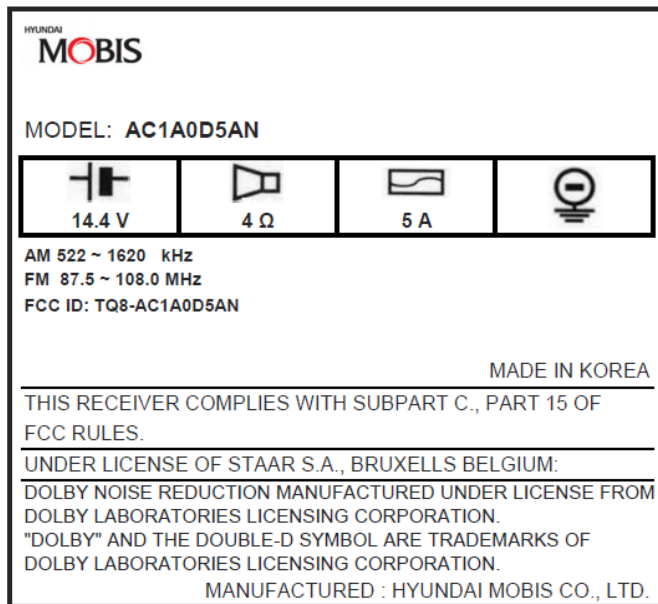 HYUNDAI
MOBIS
MODEL: AC1A0D5AN
14.4 V 4 Ω 5 A
AM 522 ~ 1620 kHz
FM 87.5 ~ 108.0 MHz
FCC ID: TQ8-AC1A0D5AN
MADE IN KOREA
THIS RECEIVER COMPLIES WITH SUBPART C., PART 15 OF
FCC RULES.
UNDER LICENSE OF STAAR S.A., BRUXELLS BELGIUM:
DOLBY NOISE REDUCTION MANUFACTURED UNDER LICENSE FROM
DOLBY LABORATORIES LICENSING CORPORATION.
"DOLBY" AND THE DOUBLE-D SYMBOL ARE TRADEMARKS OF
DOLBY LABORATORIES LICENSING CORPORATION.
MANUFACTURED : HYUNDAI MOBIS CO., LTD.